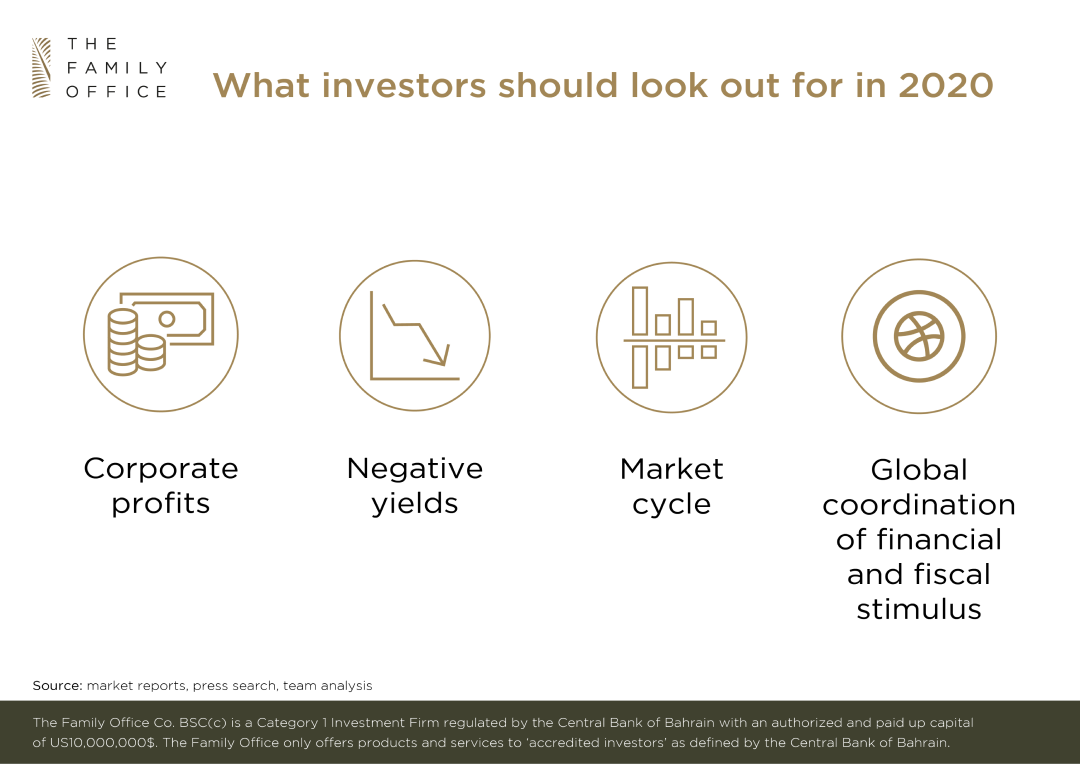 THE
FAMILY
OFFICE
What investors should look out for in 2020
Corporate
profits
Negative
yields
Market
cycle
Global
coordination
of financial
and fiscal
stimulus
Source: market reports, press search, team analysis
The Family Office Co. BSC(c) is a Category 1 Investment Firm regulated by the Central Bank of Bahrain with an authorized and paid up capital
of US10,000,000$. The Family Office only offers products and services to ‘accredited investors’ as defined by the Central Bank of Bahrain.